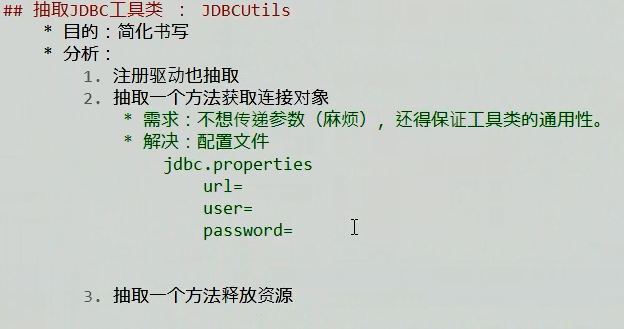 ## 抽取JDBC工具类 ： JDBCUtils
* 目的：简化书写
* 分析：
1. 注册驱动也抽取
2. 抽取一个方法获取连接对象
* 需求：不想传递参数（麻烦），还得保证工具类的通用性。
* 解决：配置文件
jdbc.properties
url=
user=
password=
3. 抽取一个方法释放资源